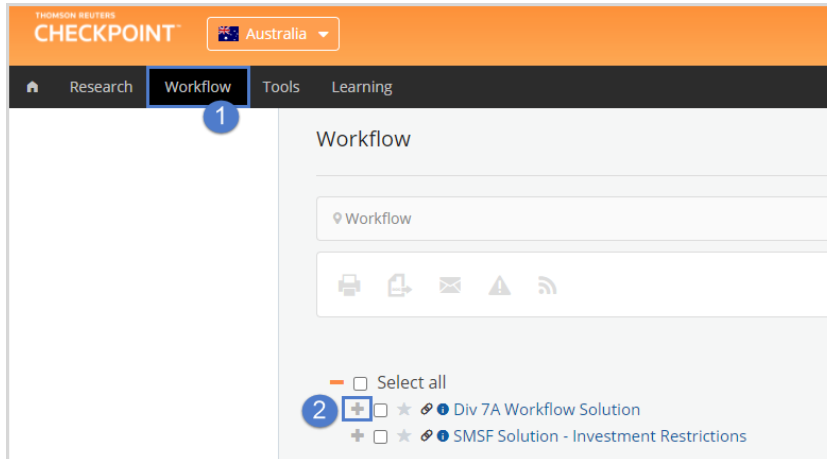 THOMSON REUTERS
CHECKPOINT™
Australia
Research Workflow Tools Learning
1
Workflow
Workflow
Select all
2 Div 7A Workflow Solution
SMSF Solution - Investment Restrictions